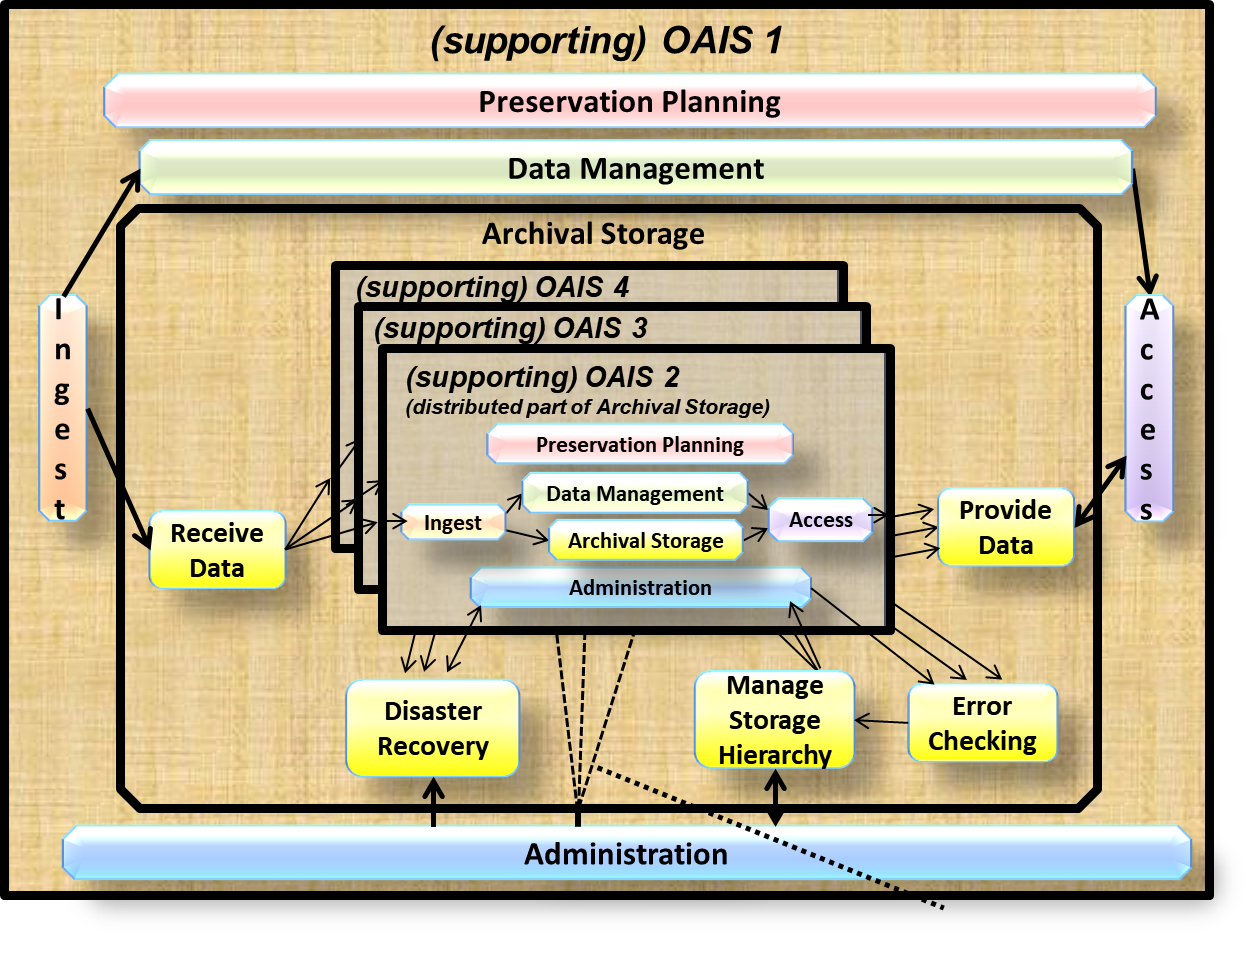 (supporting) OAIS 1
Preservation Planning
Data Management
Archival Storage
(supporting) OAIS 4
(supporting) OAIS 3
(supporting) OAIS 2
(distributed part of Archival Storage)
Preservation Planning
Data Management
Ingest
Access
Archival Storage
Administration
Ingest
Access
Receive
Data
Provide
Data
Disaster
Recovery
Manage
Storage
Hierarchy
Error
Checking
Administration